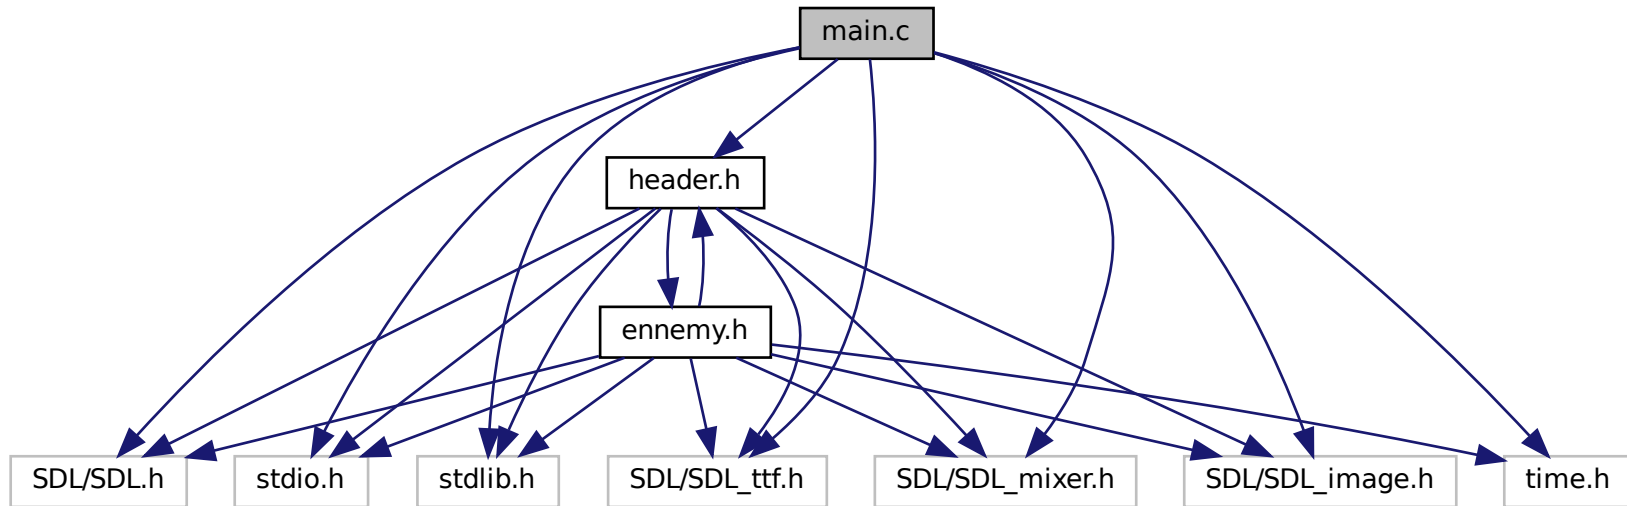 main.c
header.h
ennemy.h
SDL/SDL.h
stdio.h
stdlib.h
SDL/SDL_ttf.h
SDL/SDL_mixer.h
SDL/SDL_image.h
time.h